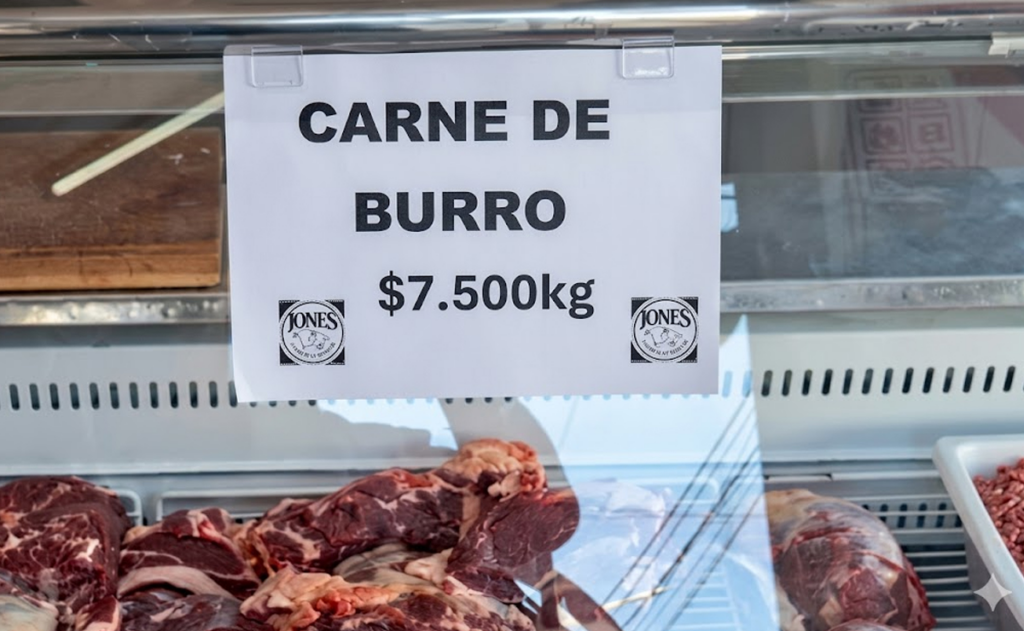 CARNE DE
BURRO
$7.500kg
JONES
JONES